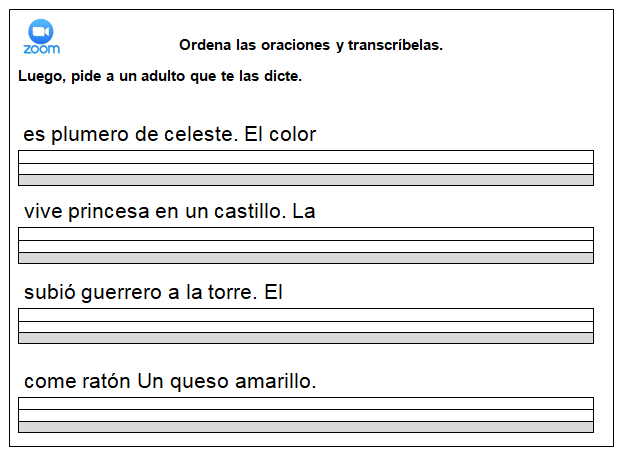 zoom
Ordena las oraciones y transcríbelas.
Luego, pide a un adulto que te las dicte.
es plumero de celeste. El color
vive princesa en un castillo. La
subió guerrero a la torre. El
come ratón Un queso amarillo.